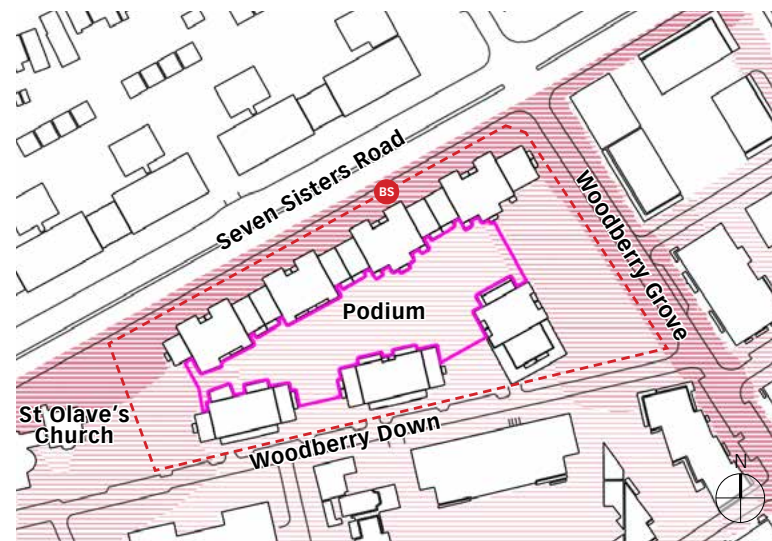 Seven Sisters Road
BS
Woodberry Grove
Podium
St Olave's
Church
Woodberry Down
N